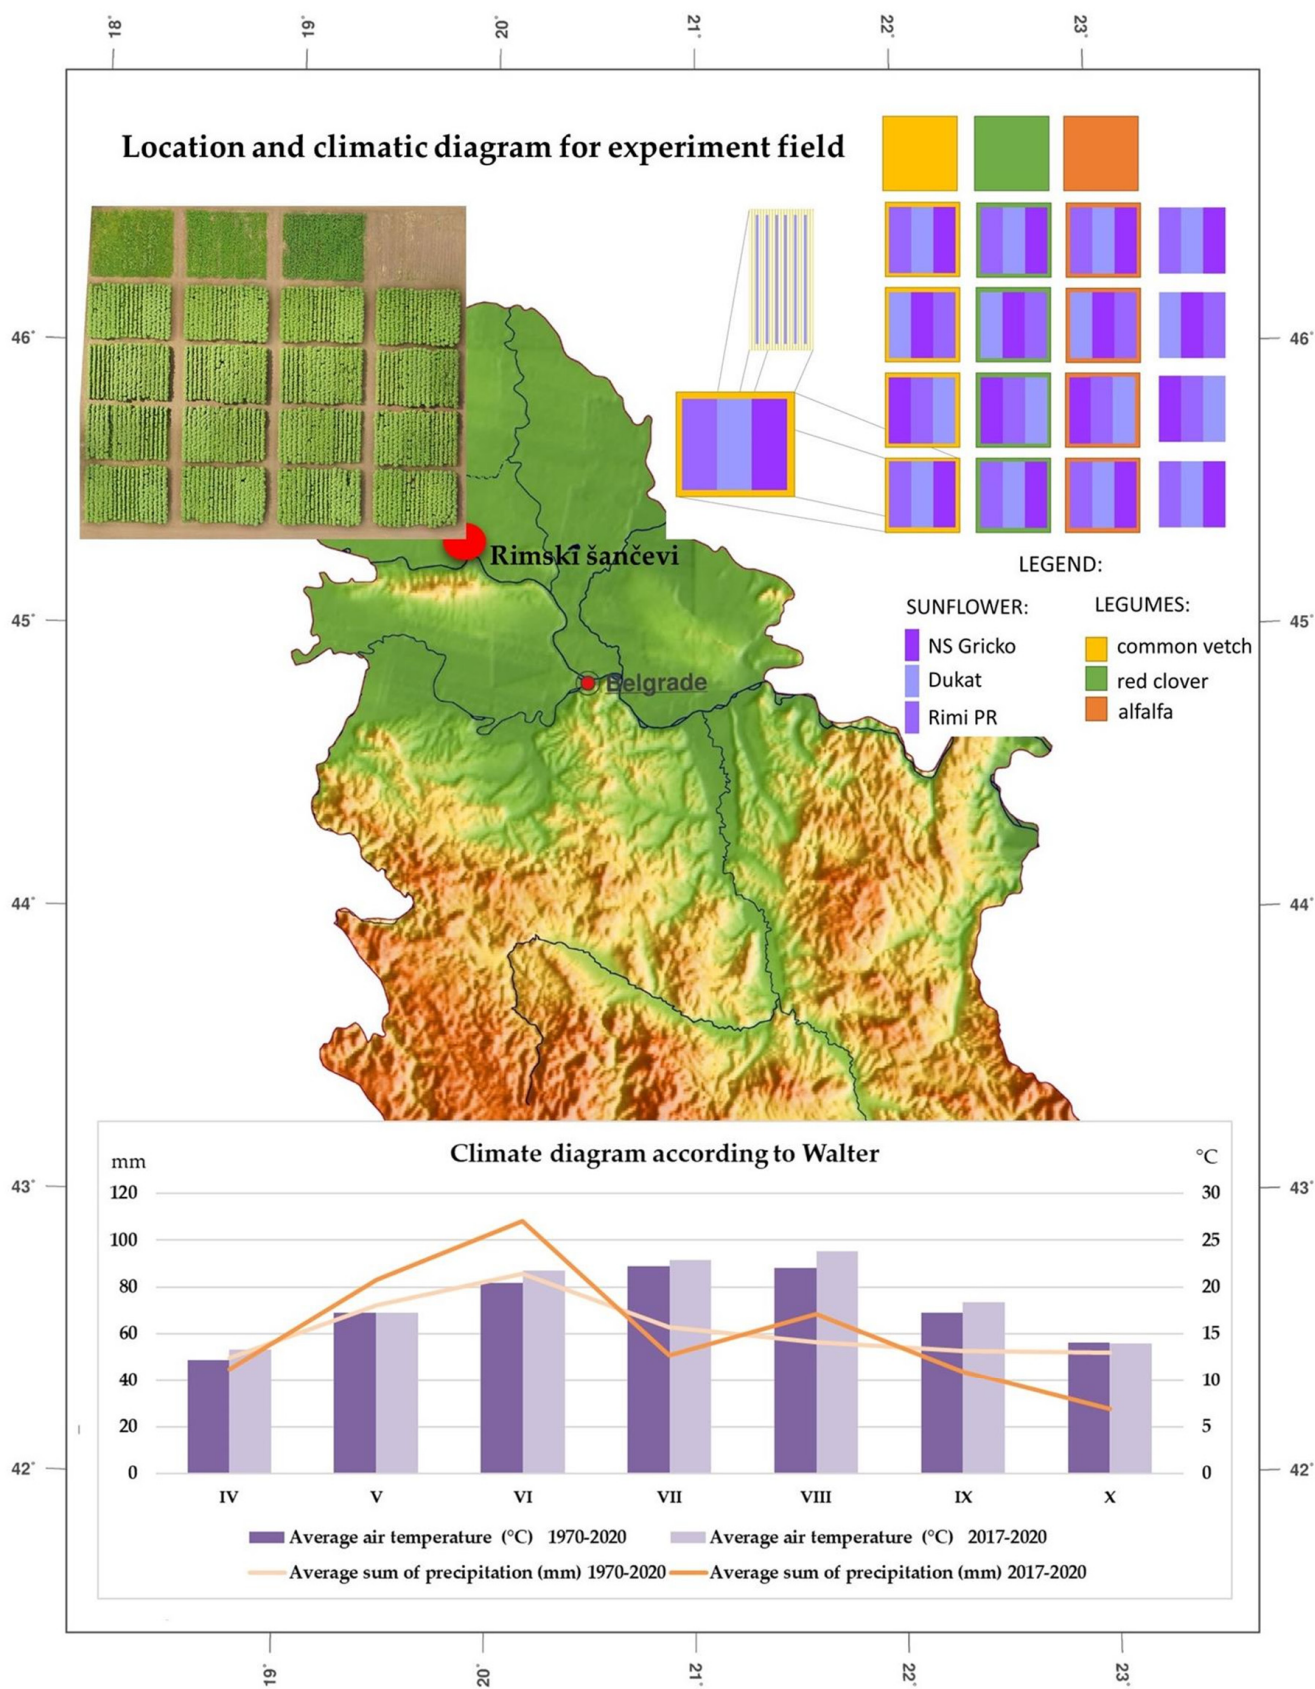 18°
19°
20°
21°
22°
23°
Location and climatic diagram for experiment field
46°
46°
Rimski šančevi
LEGEND:
SUNFLOWER:
LEGUMES:
45°
45°
NS Gricko
common vetch
Dukat
red clover
Rimi PR
alfalfa
Belgrade
44°
44°
Climate diagram according to Walter
mm
°C
43°
43°
120
30
100
25
80
20
60
15
40
10
20
5
0
0
42°
42°
IV
V
VI
VII
VIII
IX
X
Average air temperature (°C) 1970-2020
Average air temperature (°C) 2017-2020
Average sum of precipitation (mm) 1970-2020
Average sum of precipitation (mm) 2017-2020
19°
20°
21°
22°
23°